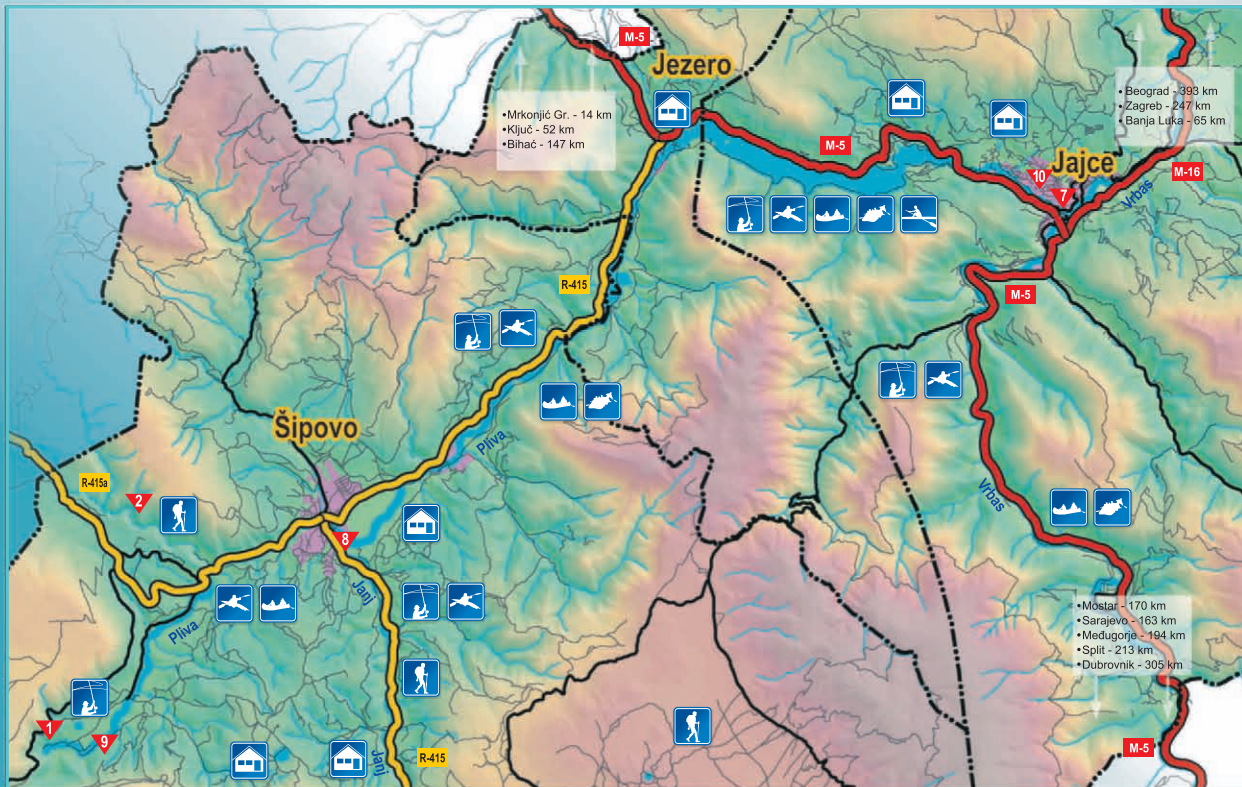 M-5
Jezero
• Mrkonjić Gr. - 14 km
• Ključ - 52 km
• Bihać - 147 km
• Beograd - 393 km
• Zagreb - 247 km
• Banja Luka - 65 km
M-5
Jajce
10
7
M-16
Vrbas
R-415
M-5
Šipovo
Pliva
R-415a
2
Vrbas
8
Janj
Pliva
• Mostar - 170 km
• Sarajevo - 163 km
• Međugorje - 194 km
• Split - 213 km
• Dubrovnik - 305 km
1
9
Janj
R-415
M-5